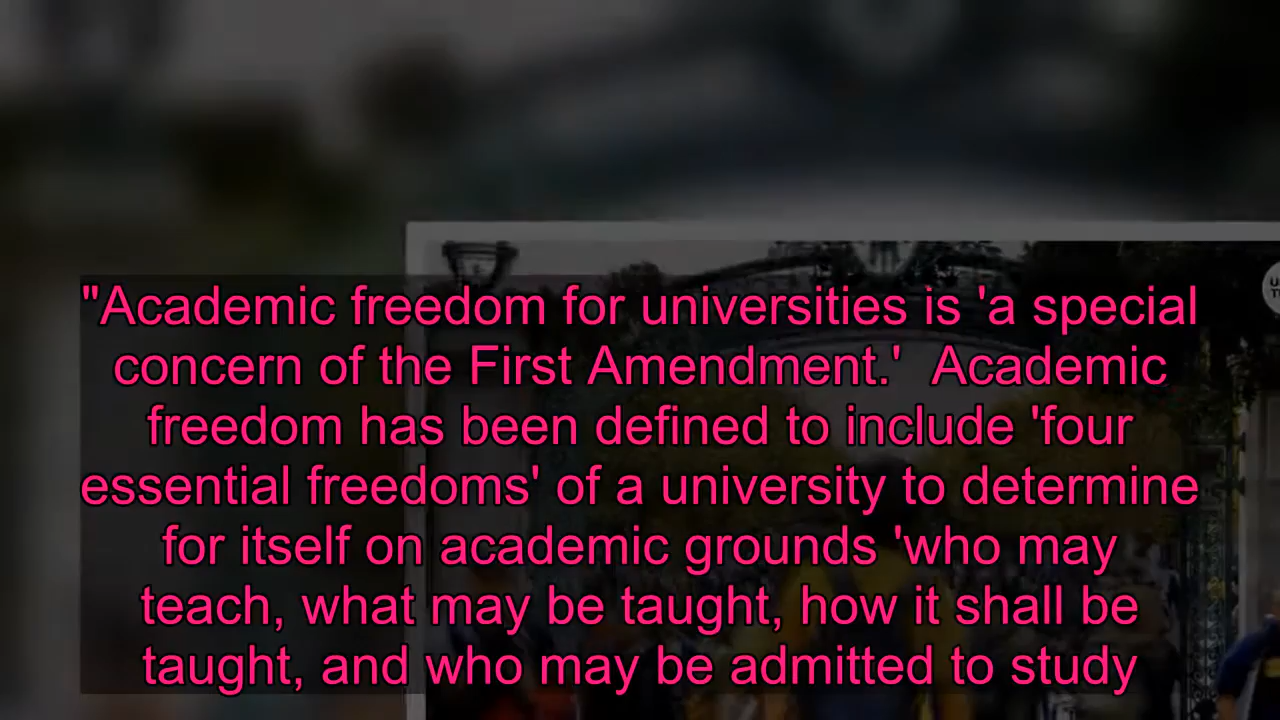 "Academic freedom for universities is 'a special
concern of the First Amendment.'  Academic
freedom has been defined to include 'four
essential freedoms' of a university to determine
for itself on academic grounds 'who may
teach, what may be taught, how it shall be
taught, and who may be admitted to study